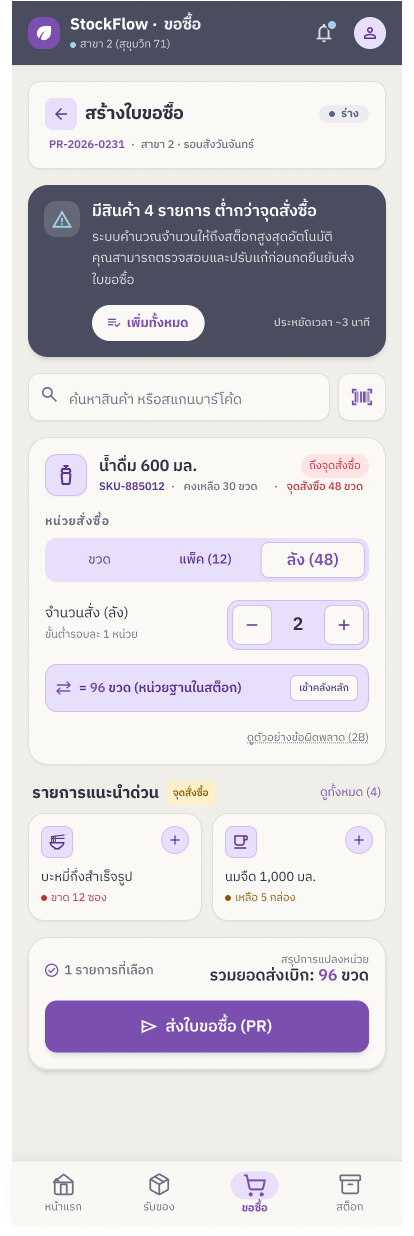 StockFlow · ขอซื้อ
สาขา 2 (สุขุมวิท 71)
สร้างใบขอซื้อ
ร่าง
PR-2026-0231 · สาขา 2 · รอบสั่งวันจันทร์
มีสินค้า 4 รายการ ต่ำกว่าจุดสั่งซื้อ
ระบบคำนวณจำนวนให้ถึงสต็อกสูงสุดอัตโนมัติ
คุณสามารถตรวจสอบและปรับแก้ก่อนกดยืนยันส่ง
ใบขอซื้อ
เพิ่มทั้งหมด
ประหยัดเวลา ~3 นาที
ค้นหาสินค้า หรือสแกนบาร์โค้ด
น้ำดื่ม 600 มล.
ถึงจุดสั่งซื้อ
SKU-885012 · คงเหลือ 30 ขวด · จุดสั่งซื้อ 48 ขวด
หน่วยสั่งซื้อ
ขวด
แพ็ค (12)
ลัง (48)
จำนวนสั่ง (ลัง)
ขั้นต่ำรอบละ 1 หน่วย
2
= 96 ขวด (หน่วยฐานในสต็อก)
เข้าคลังหลัก
ดูตัวอย่างข้อผิดพลาด (2B)
รายการแนะนำด่วน
จุดสั่งซื้อ
ดูทั้งหมด (4)
บะหมี่กึ่งสำเร็จรูป
ขาด 12 ซอง
นมจืด 1,000 มล.
เหลือ 5 กล่อง
1 รายการที่เลือก
สรุปการแปลงหน่วย
รวมยอดส่งเบิก: 96 ขวด
ส่งใบขอซื้อ (PR)
หน้าแรก
รับของ
ขอซื้อ
สต็อก